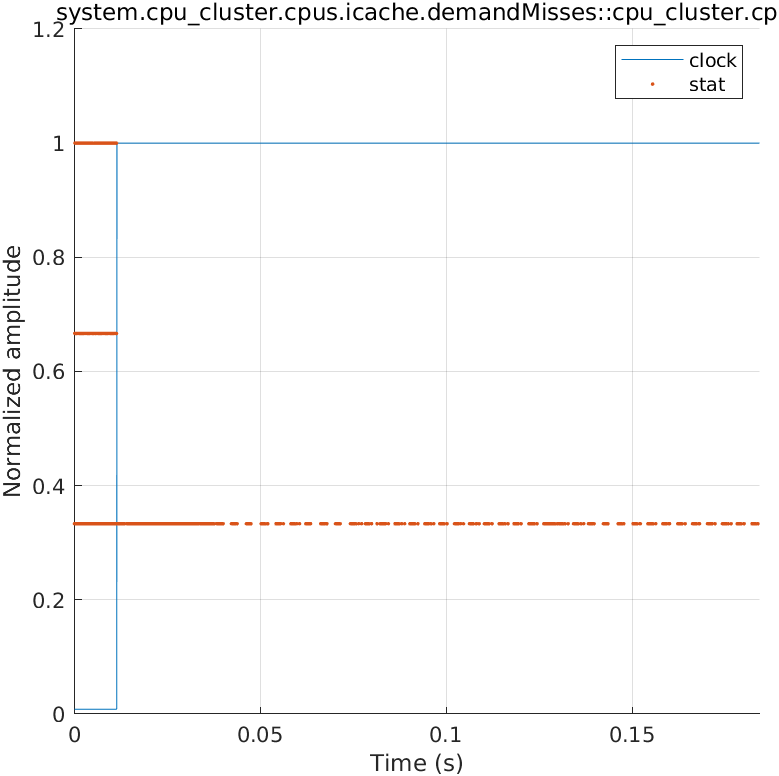 system.cpu_cluster.cpus.icache.demandMisses::cpu_cluster.cp
1.2
clock
stat
1
0.8
Normalized amplitude
0.6
0.4
0.2
0
0
0.05
0.1
0.15
Time (s)